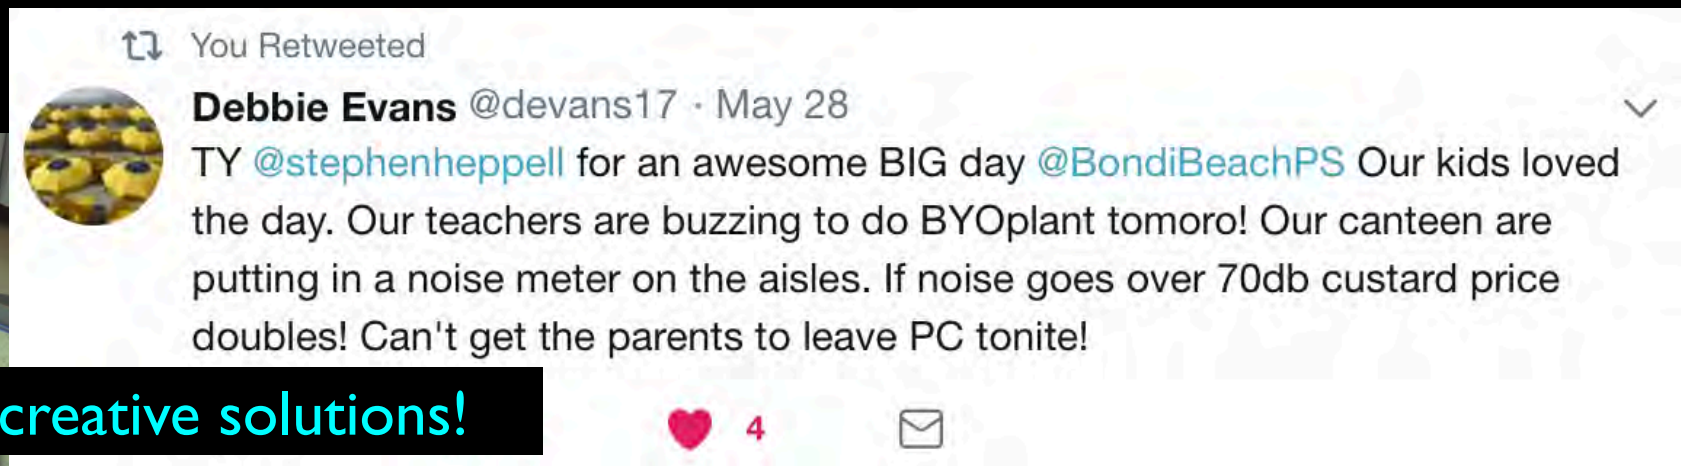 You Retweeted
Debbie Evans @devans17 · May 28
TY @stephenheppell for an awesome BIG day @BondiBeachPS Our kids loved
the day. Our teachers are buzzing to do BYOplant tomoro! Our canteen are
putting in a noise meter on the aisles. If noise goes over 70db custard price
doubles! Can't get the parents to leave PC tonite!
creative solutions!
4